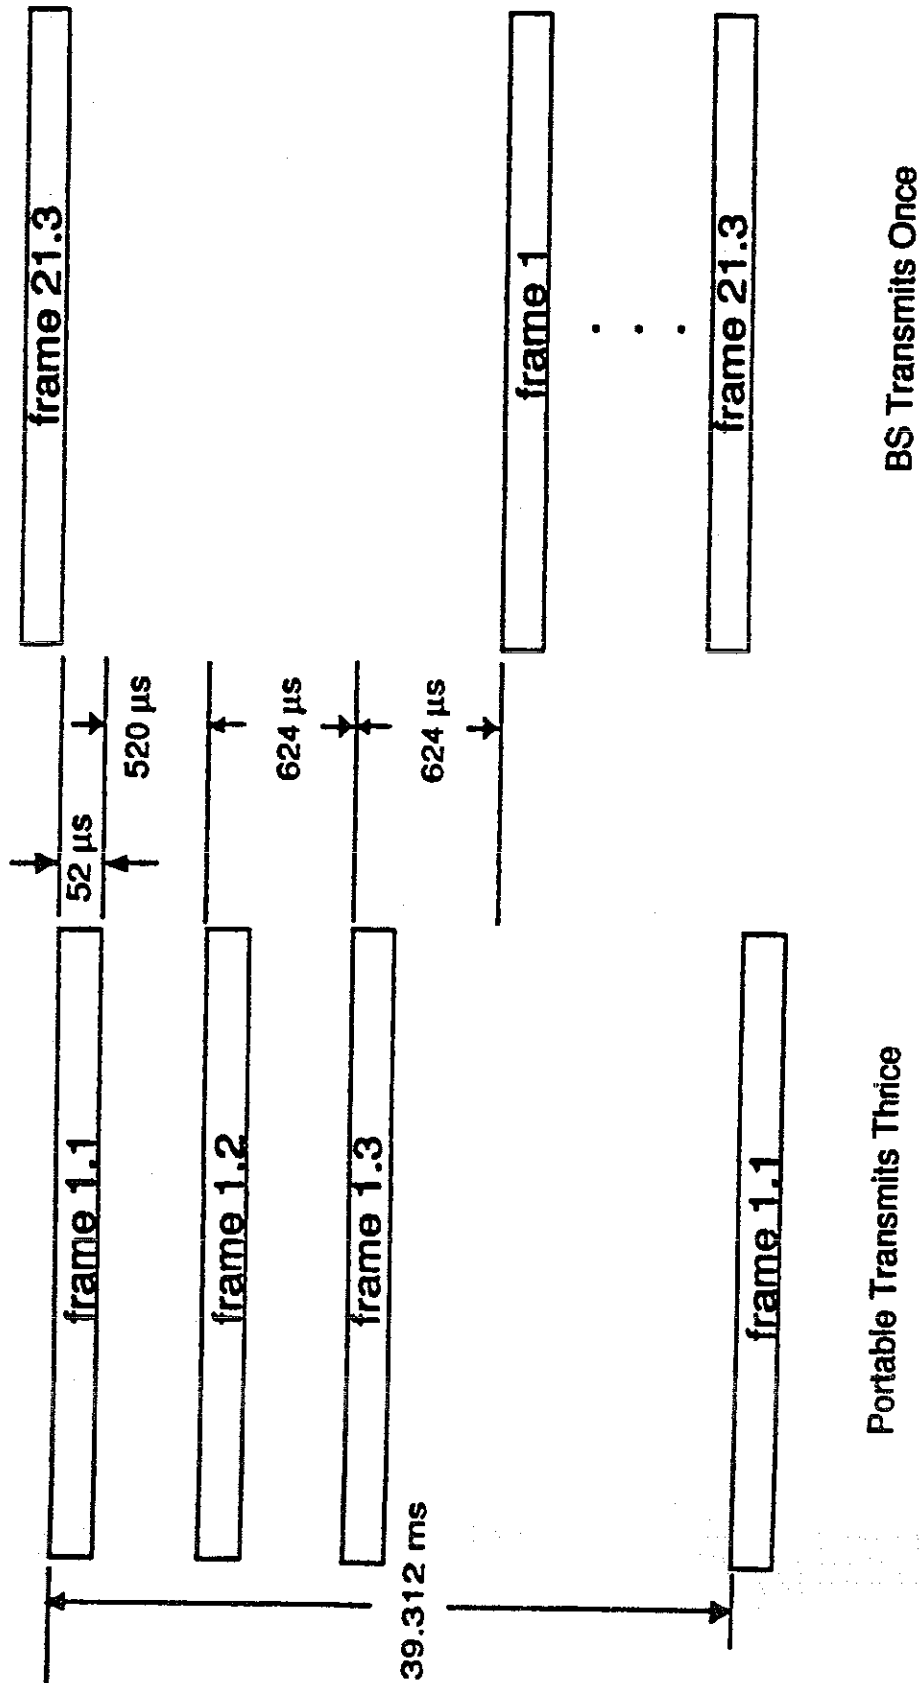 frame 21.3
frame 1
frame 21.3
BS Transmits Once
52 µs
520 µs
624 µs
624 µs
frame 1.1
frame 1.2
frame 1.3
frame 1.1
39.312 ms
Portable Transmits Thrice